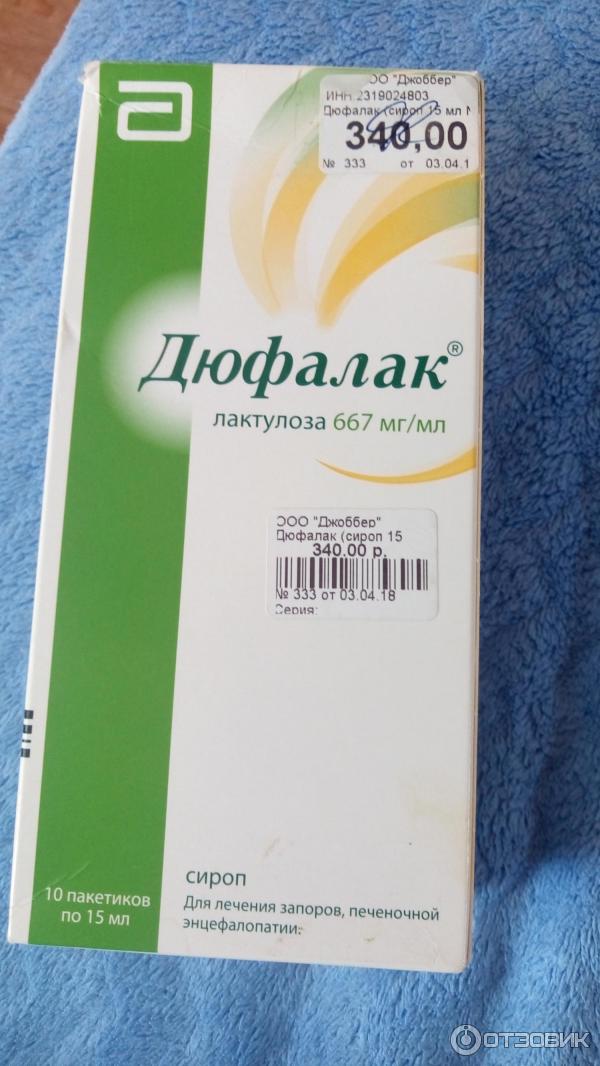 ОО "Джоббер"
ИНН:2319024803
Дюфалак (сироп 15 мл N
340,00
№ 333 от 03.04.1
Дюфалак®
лактулоза 667 мг/мл
ООО "Джоббер"
Дюфалак (сироп 15
340.00 р.
№ 333 от 03.04.18
Серия:
сироп
Для лечения запоров, печеночной
энцефалопатии.
10 пакетиков
по 15 мл
ОТЗОВИК